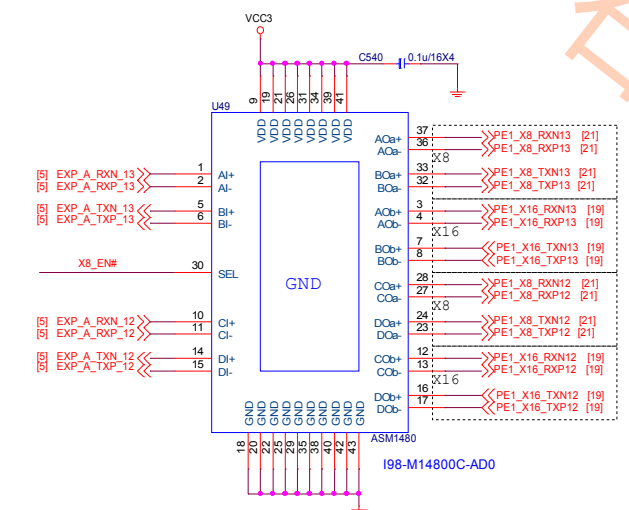 VCC3
C540 0.1u/16X4
9 19 21 26 31 34 39 41
U49
VDD VDD VDD VDD VDD VDD VDD VDD
[5] EXP_A_RXN_13 1 AI+
[5] EXP_A_RXP_13 2 AI-
[5] EXP_A_TXN_13 5 BI+
[5] EXP_A_TXP_13 6 BI-
X8_EN# 30 SEL
[5] EXP_A_RXN_12 10 CI+
[5] EXP_A_RXP_12 11 CI-
[5] EXP_A_TXN_12 14 DI+
[5] EXP_A_TXP_12 15 DI-
GND
AOa+ 37 PE1_X8_RXN13 [21]
AOa- 36 PE1_X8_RXP13 [21]
X8
BOa+ 33 PE1_X8_TXN13 [21]
BOa- 32 PE1_X8_TXP13 [21]
AOb+ 3 PE1_X16_RXN13 [19]
AOb- 4 PE1_X16_RXP13 [19]
X16
BOb+ 7 PE1_X16_TXN13 [19]
BOb- 8 PE1_X16_TXP13 [19]
COa+ 28 PE1_X8_RXN12 [21]
COa- 27 PE1_X8_RXP12 [21]
X8
DOa+ 24 PE1_X8_TXN12 [21]
DOa- 23 PE1_X8_TXP12 [21]
COb+ 12 PE1_X16_RXN12 [19]
COb- 13 PE1_X16_RXP12 [19]
X16
DOb+ 16 PE1_X16_TXN12 [19]
DOb- 17 PE1_X16_TXP12 [19]
GND GND GND GND GND GND GND GND GND GND
18 20 22 25 29 35 38 40 42 43
ASM1480
I98-M14800C-AD0